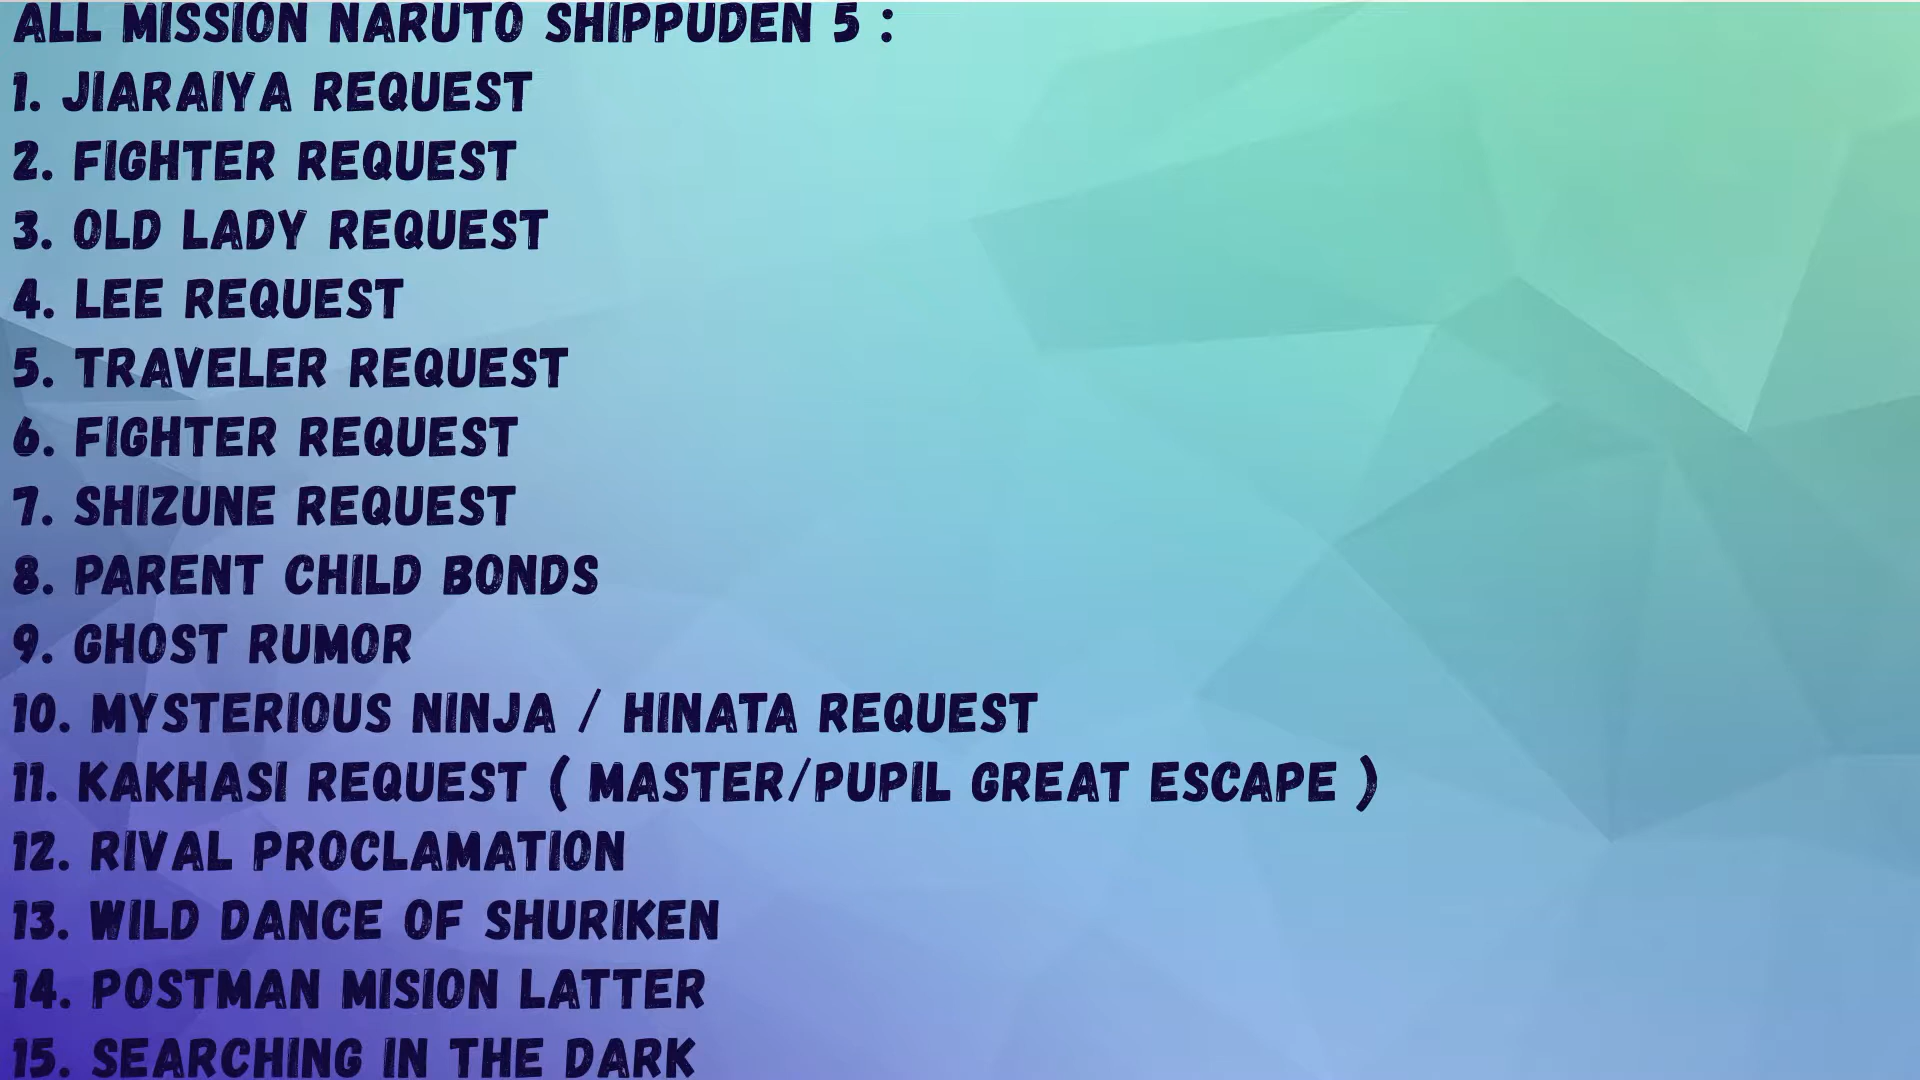 ALL MISSION NARUTO SHIPPUDEN 5 :
1. JIARAIYA REQUEST
2. FIGHTER REQUEST
3. OLD LADY REQUEST
4. LEE REQUEST
5. TRAVELER REQUEST
6. FIGHTER REQUEST
7. SHIZUNE REQUEST
8. PARENT CHILD BONDS
9. GHOST RUMOR
10. MYSTERIOUS NINJA / HINATA REQUEST
11. KAKHASI REQUEST ( MASTER/PUPIL GREAT ESCAPE )
12. RIVAL PROCLAMATION
13. WILD DANCE OF SHURIKEN
14. POSTMAN MISION LATTER
15. SEARCHING IN THE DARK